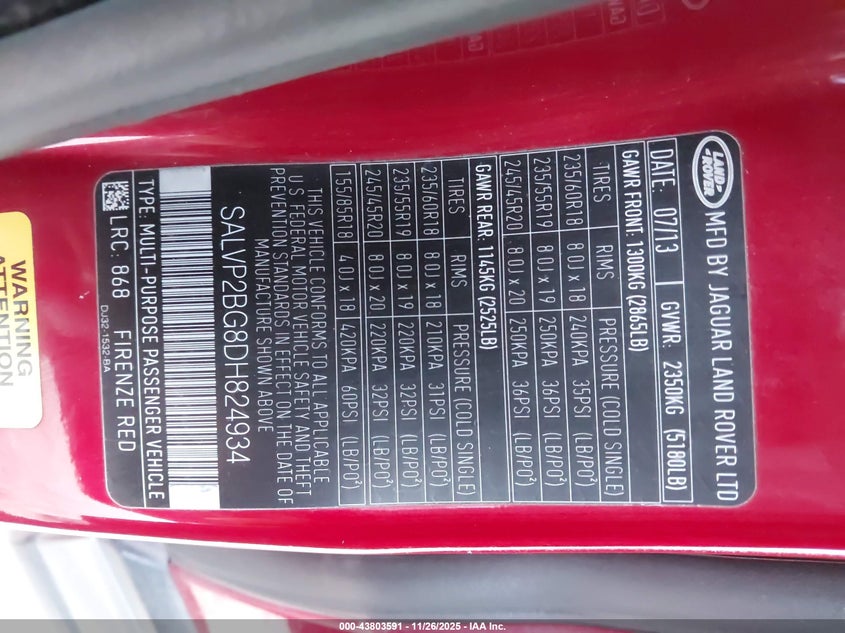 LAND ROVER
MFD BY JAGUAR LAND ROVER LTD
DATE: 07/13 GVWR: 2350KG (5180LB)
GAWR FRONT: 1300KG (2865LB)
TIRES RIMS PRESSURE (COLD SINGLE)
235/60R18 8.0J x 18 240KPA 35PSI (LB/PO²)
235/55R19 8.0J x 19 250KPA 36PSI (LB/PO²)
245/45R20 8.0J x 20 250KPA 36PSI (LB/PO²)
GAWR REAR: 1145KG (2525LB)
TIRES RIMS PRESSURE (COLD SINGLE)
235/60R18 8.0J x 18 210KPA 31PSI (LB/PO²)
235/55R19 8.0J x 19 220KPA 32PSI (LB/PO²)
245/45R20 8.0J x 20 220KPA 32PSI (LB/PO²)
155/85R18 4.0J x 18 420KPA 60PSI (LB/PO²)
THIS VEHICLE CONFORMS TO ALL APPLICABLE
U.S. FEDERAL MOTOR VEHICLE SAFETY AND THEFT
PREVENTION STANDARDS IN EFFECT ON THE DATE OF
MANUFACTURE SHOWN ABOVE
SALVP2BG8DH824934
TYPE: MULTI-PURPOSE PASSENGER VEHICLE
LRC: 868 FIRENZE RED
DJ32-1532-BA
WARNING
ATTENTION
000-43803591 - 11/26/2025 - IAA Inc.